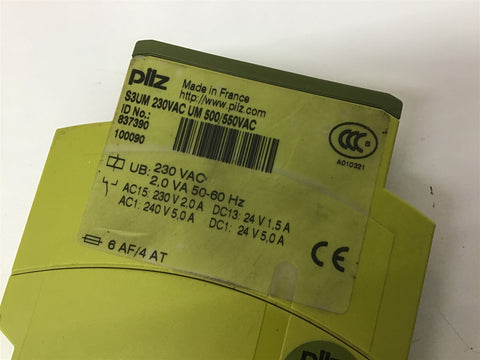 pilz
Made in France
http://www.pilz.com
S3UM 230VAC UM 500/550VAC
ID No.:
837390
100090
CCC
A010321
UB: 230 VAC
2,0 VA 50-60 Hz
AC15: 230 V 2,0 A DC13: 24 V 1,5 A
AC1: 240 V 5,0 A DC1: 24 V 5,0 A
CE
6 AF/4 AT
pilz